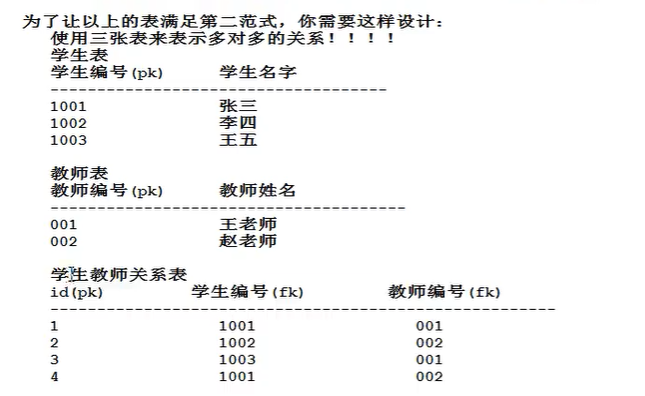 为了让以上的表满足第二范式，你需要这样设计：
使用三张表来表示多对多的关系！！！！
学生表
学生编号(pk) 学生名字
------------------------------------
1001 张三
1002 李四
1003 王五
教师表
教师编号(pk) 教师姓名
--------------------------------------
001 王老师
002 赵老师
学生教师关系表
id(pk) 学生编号(fk) 教师编号(fk)
------------------------------------------------------
1 1001 001
2 1002 002
3 1003 001
4 1001 002